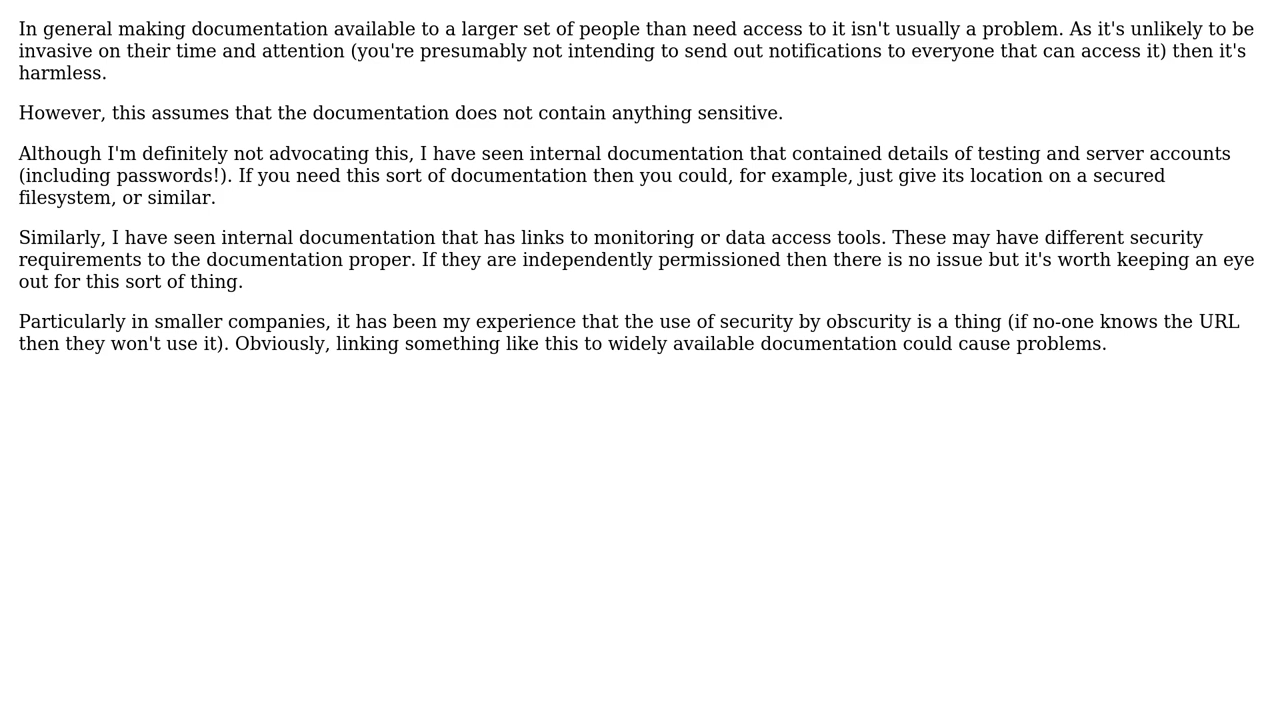 In general making documentation available to a larger set of people than need access to it isn't usually a problem. As it's unlikely to be
invasive on their time and attention (you're presumably not intending to send out notifications to everyone that can access it) then it's
harmless.
However, this assumes that the documentation does not contain anything sensitive.
Although I'm definitely not advocating this, I have seen internal documentation that contained details of testing and server accounts
(including passwords!). If you need this sort of documentation then you could, for example, just give its location on a secured
filesystem, or similar.
Similarly, I have seen internal documentation that has links to monitoring or data access tools. These may have different security
requirements to the documentation proper. If they are independently permissioned then there is no issue but it's worth keeping an eye
out for this sort of thing.
Particularly in smaller companies, it has been my experience that the use of security by obscurity is a thing (if no-one knows the URL
then they won't use it). Obviously, linking something like this to widely available documentation could cause problems.